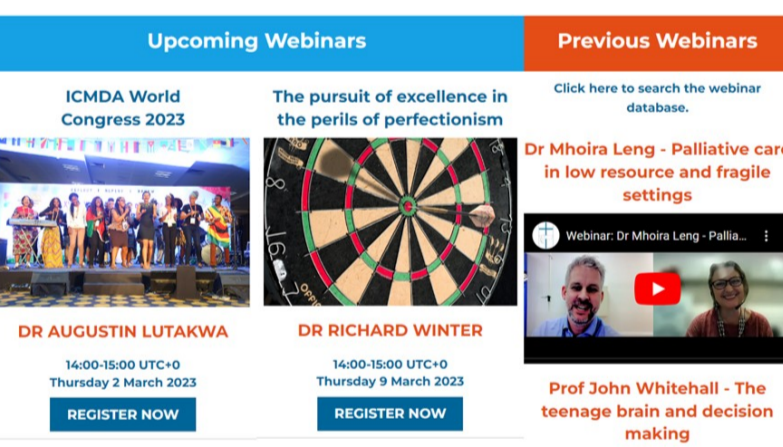 Upcoming Webinars
Previous Webinars
ICMDA World
Congress 2023
DR AUGUSTIN LUTAKWA
14:00-15:00 UTC+0
Thursday 2 March 2023
REGISTER NOW
The pursuit of excellence in
the perils of perfectionism
8
16
7
DR RICHARD WINTER
14:00-15:00 UTC+0
Thursday 9 March 2023
REGISTER NOW
Click here to search the webinar
database.
Dr Mhoira Leng - Palliative care
in low resource and fragile
settings
Webinar: Dr Mhoira Leng - Pallia...
Prof John Whitehall - The
teenage brain and decision
making